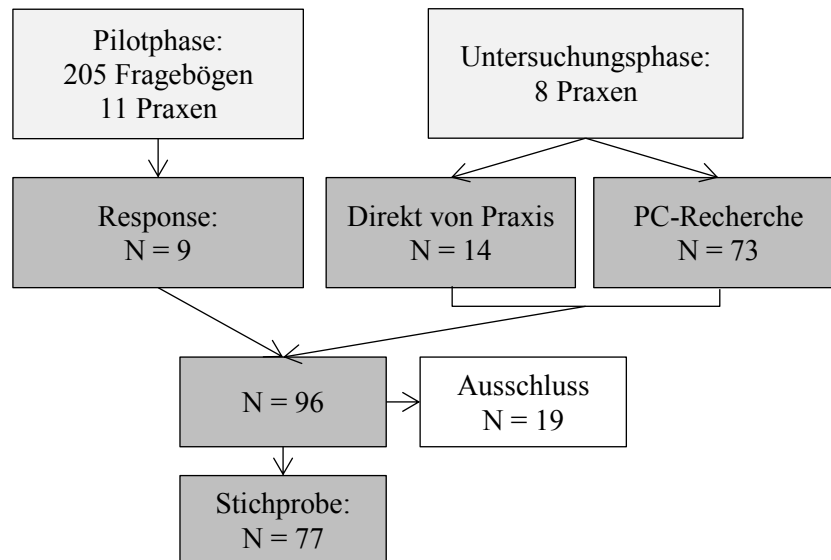 Pilotphase:
205 Fragebögen
11 Praxen
Untersuchungsphase:
8 Praxen
Response:
N = 9
Direkt von Praxis
N = 14
PC-Recherche
N = 73
N = 96
Ausschluss
N = 19
Stichprobe:
N = 77